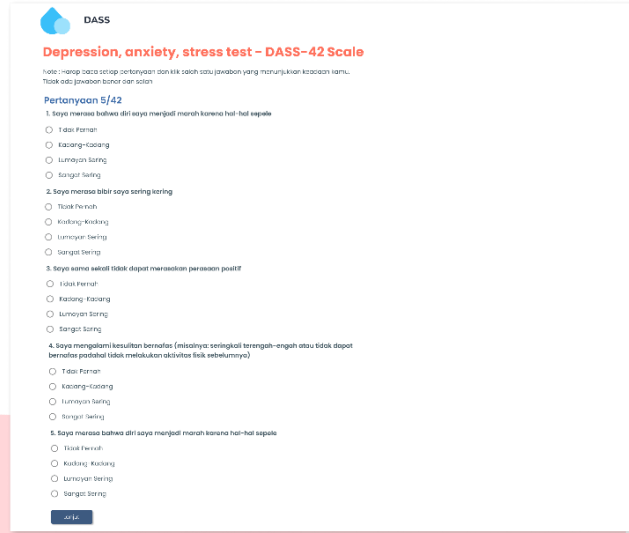 DASS
Depression, anxiety, stress test - DASS-42 Scale
Note : Harap baca setiap pertanyaan dan klik salah satu jawaban yang menunjukkan keadaan kamu...
Tidak ada jawaban benar dan salah
Pertanyaan 5/42
1. Saya merasa bahwa diri saya menjadi marah karena hal-hal sepele
Tidak Pernah
Kadang-Kadang
Lumayan Sering
Sangat Sering
2. Saya merasa bibir saya sering kering
Tidak Pernah
Kadang-Kadang
Lumayan Sering
Sangat Sering
3. Saya sama sekali tidak dapat merasakan perasaan positif
Tidak Pernah
Kadang-Kadang
Lumayan Sering
Sangat Sering
4. Saya mengalami kesulitan bernafas (misalnya: seringkali terengah-engah atau tidak dapat
bernafas padahal tidak melakukan aktivitas fisik sebelumnya)
Tidak Pernah
Kadang-Kadang
Lumayan Sering
Sangat Sering
5. Saya merasa bahwa diri saya menjadi marah karena hal-hal sepele
Tidak Pernah
Kadang-Kadang
Lumayan Sering
Sangat Sering
Lanjut